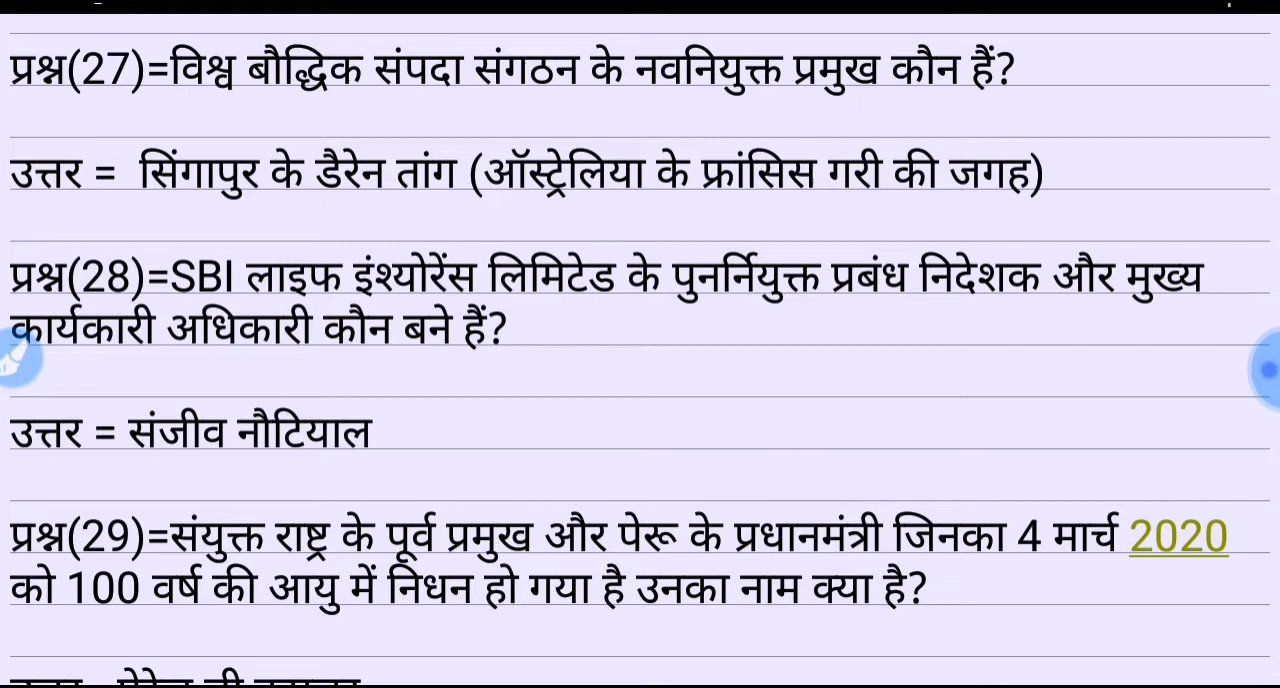 प्रश्न(27)=विश्व बौद्धिक संपदा संगठन के नवनियुक्त प्रमुख कौन हैं?
उत्तर = सिंगापुर के डैरेन तांग (ऑस्ट्रेलिया के फ्रांसिस गरी की जगह)
प्रश्न(28)=SBI लाइफ इंश्योरेंस लिमिटेड के पुनर्नियुक्त प्रबंध निदेशक और मुख्य
कार्यकारी अधिकारी कौन बने हैं?
उत्तर = संजीव नौटियाल
प्रश्न(29)=संयुक्त राष्ट्र के पूर्व प्रमुख और पेरू के प्रधानमंत्री जिनका 4 मार्च 2020
को 100 वर्ष की आयु में निधन हो गया है उनका नाम क्या है?